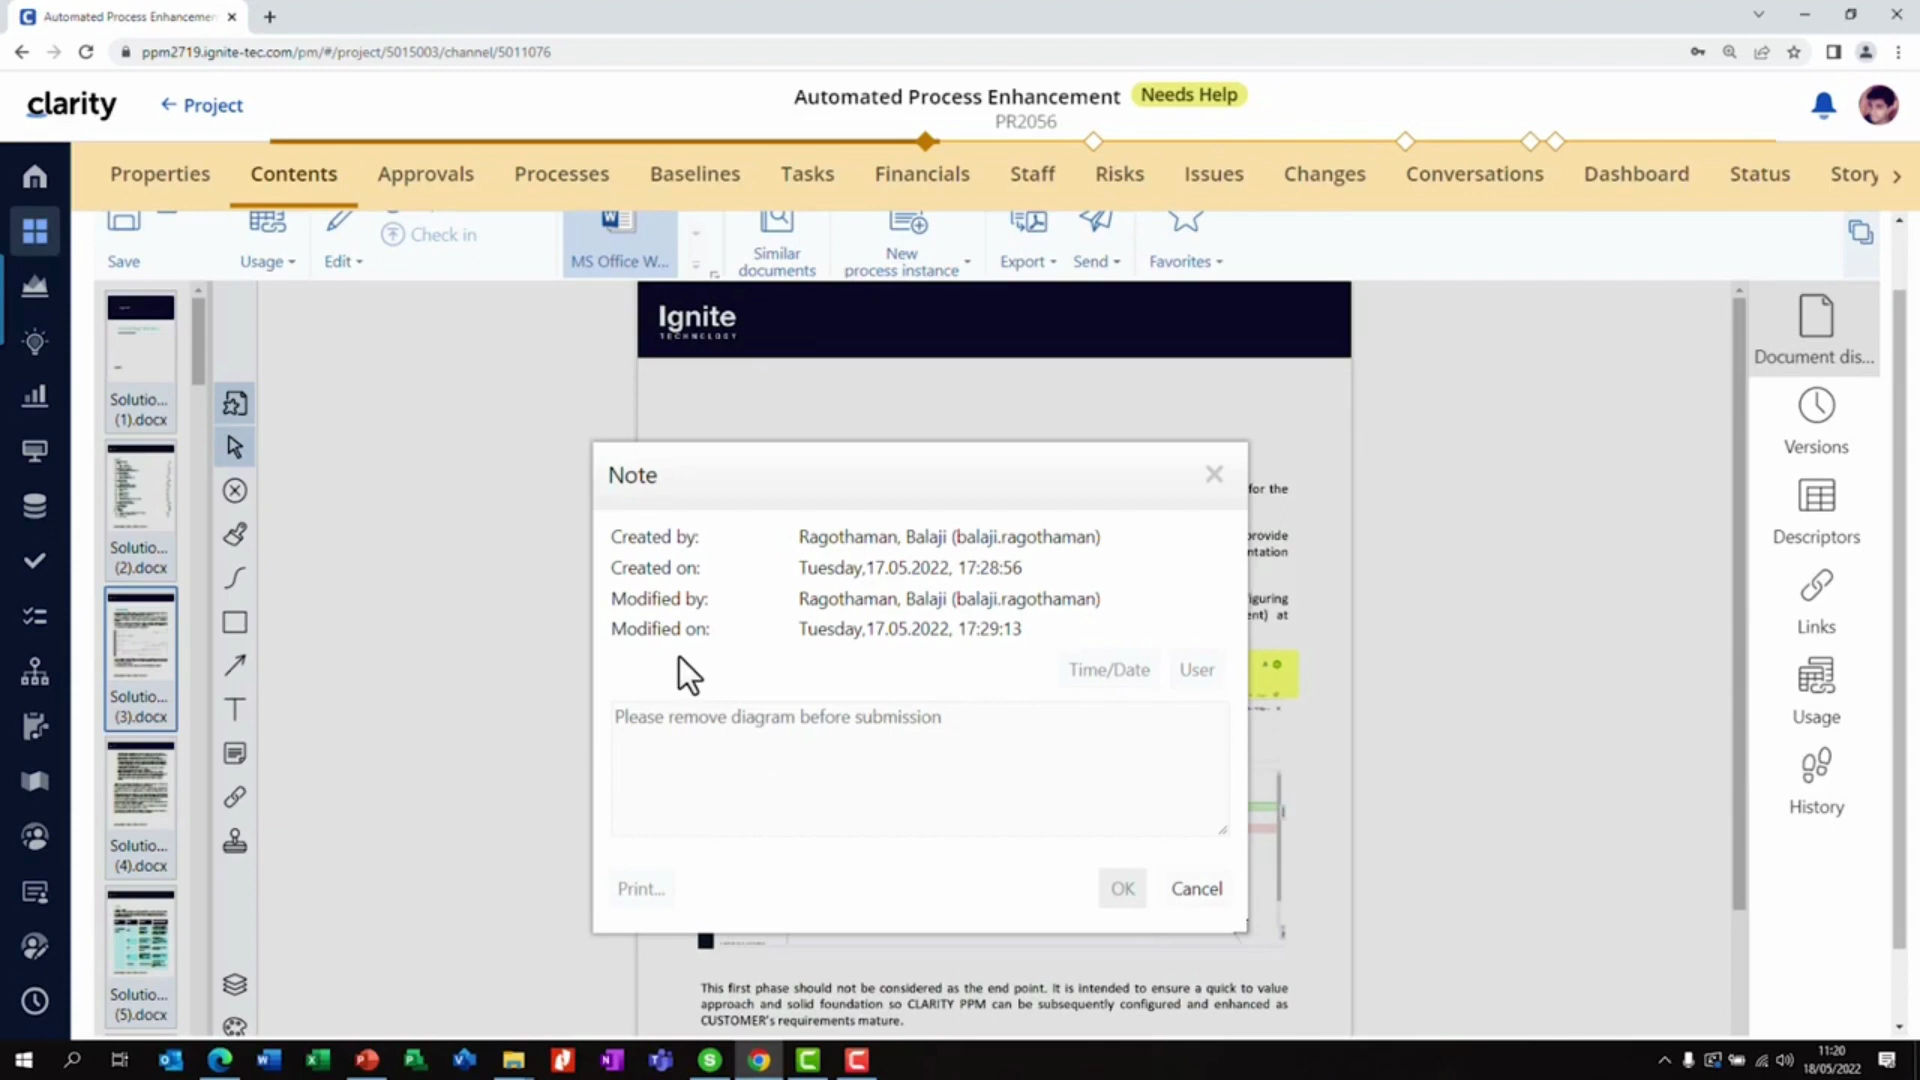 Automated Process Enhancemen
ppm2719.ignite-tec.com/pm/#/project/5015003/channel/5011076
clarity
← Project
Automated Process Enhancement Needs Help
PR2056
Properties Contents Approvals Processes Baselines Tasks Financials Staff Risks Issues Changes Conversations Dashboard Status Story
Check in
Save Usage Edit MS Office W... Similar documents New process instance Export Send Favorites
Ignite
TECHNOLOGY
Document dis...
Versions
Descriptors
Links
Usage
History
Solutio...
(1).docx
Solutio...
(2).docx
Solutio...
(3).docx
Solutio...
(4).docx
Solutio...
(5).docx
for the
provide
ntation
iguring
ent) at
Note
Created by: Ragothaman, Balaji (balaji.ragothaman)
Created on: Tuesday,17.05.2022, 17:28:56
Modified by: Ragothaman, Balaji (balaji.ragothaman)
Modified on: Tuesday,17.05.2022, 17:29:13
Time/Date User
Please remove diagram before submission
Print... OK Cancel
This first phase should not be considered as the end point. It is intended to ensure a quick to value
approach and solid foundation so CLARITY PPM can be subsequently configured and enhanced as
CUSTOMER's requirements mature.
11:20
18/05/2022